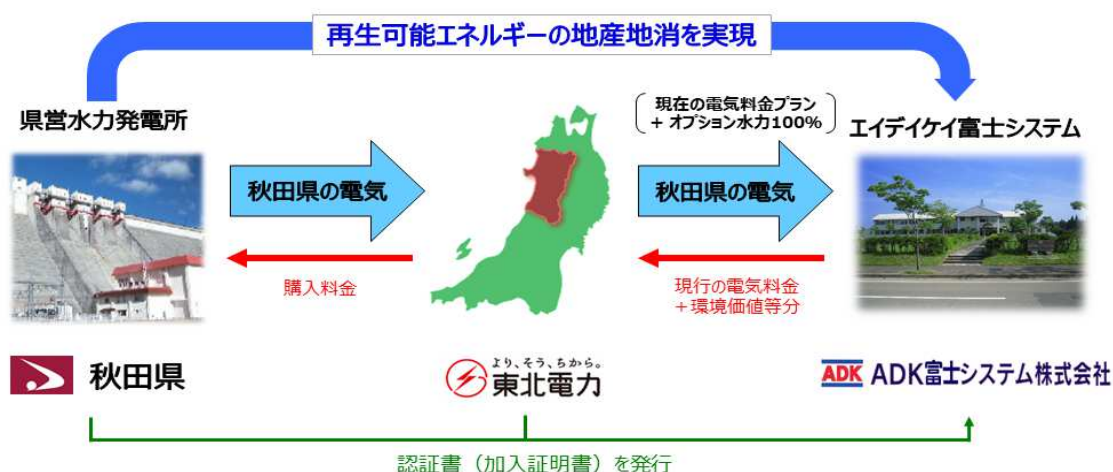 再生可能エネルギーの地産地消を実現
県営水力発電所
現在の電気料金プラン
+ オプション水力100%
エイデイケイ富士システム
秋田県の電気
秋田県の電気
購入料金
現行の電気料金
+環境価値等分
秋田県
より、そう、ちから。
東北電力
ADK ADK富士システム株式会社
認証書（加入証明書）を発行